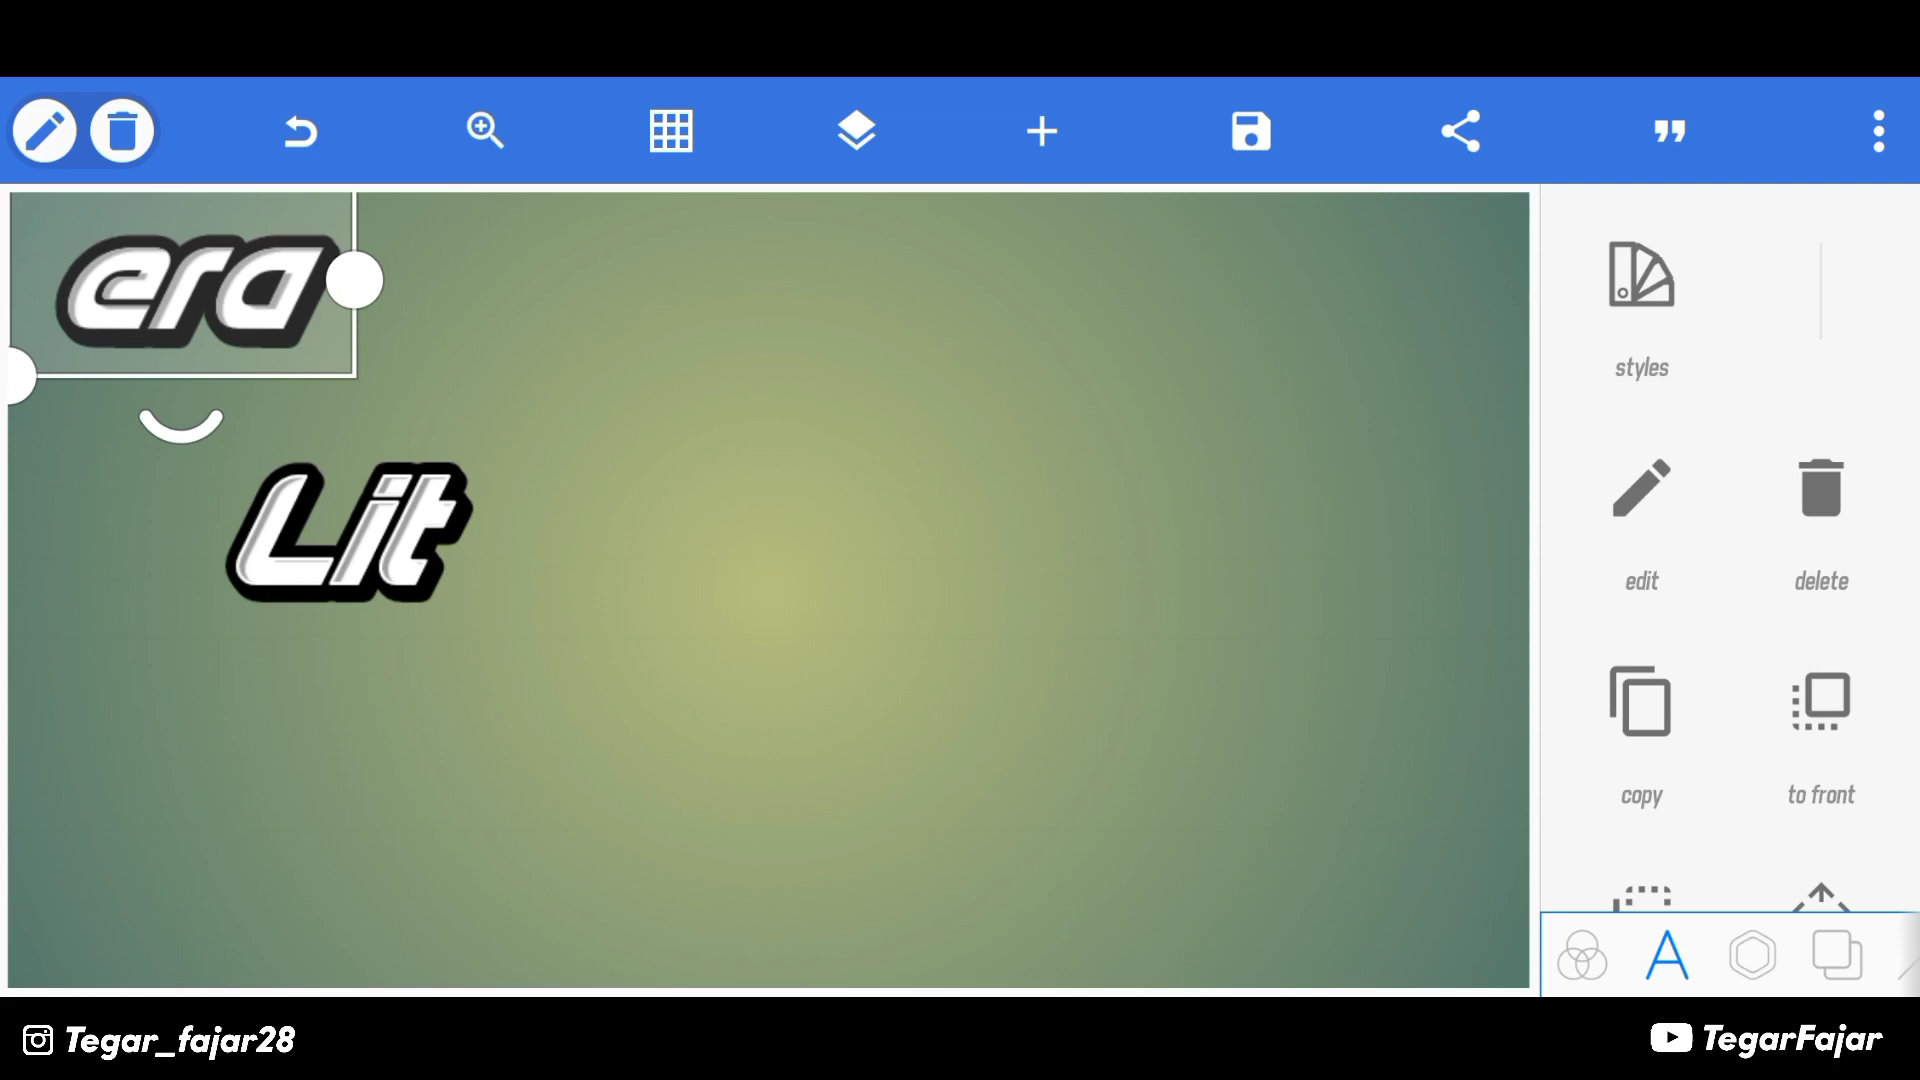 era
Lit
styles
edit
delete
copy
to front
Tegar_fajar28
TegarFajar